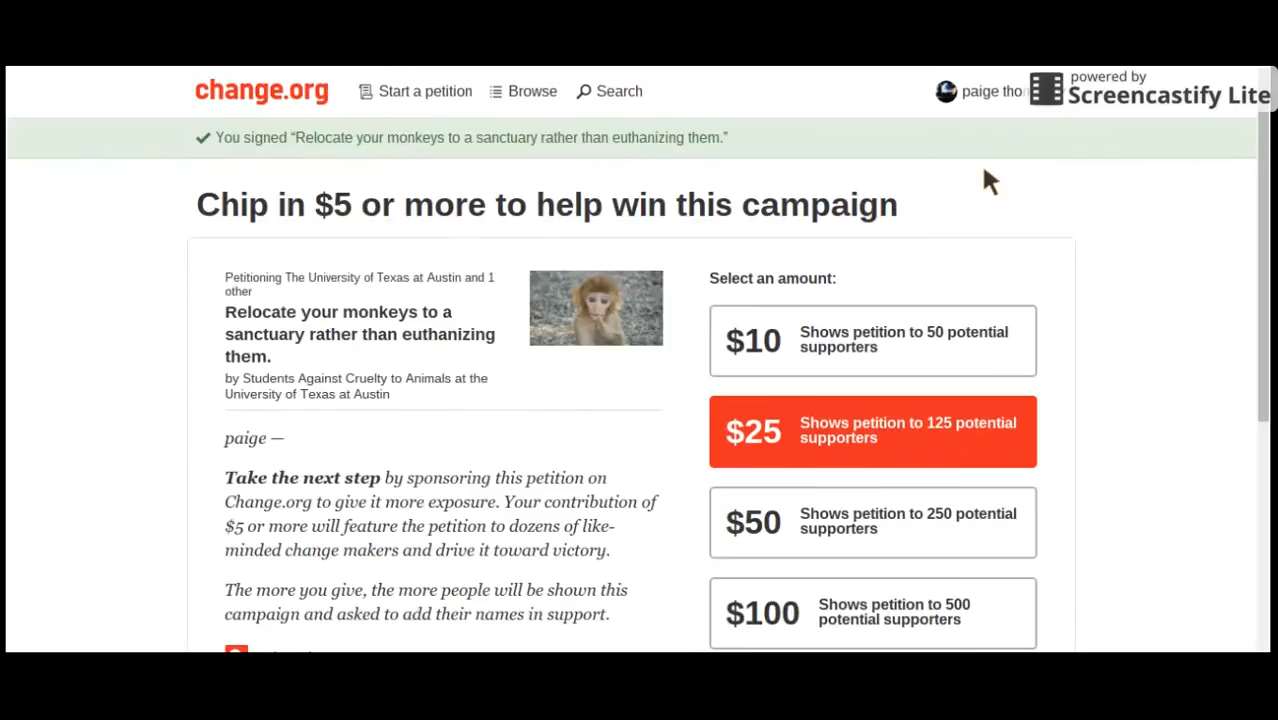 change.org Start a petition Browse Search paige tho
powered by
Screencastify Lite
You signed “Relocate your monkeys to a sanctuary rather than euthanizing them.”
Chip in $5 or more to help win this campaign
Petitioning The University of Texas at Austin and 1
other
Relocate your monkeys to a
sanctuary rather than euthanizing
them.
by Students Against Cruelty to Animals at the
University of Texas at Austin
paige —
Take the next step by sponsoring this petition on
Change.org to give it more exposure. Your contribution of
$5 or more will feature the petition to dozens of like-
minded change makers and drive it toward victory.
The more you give, the more people will be shown this
campaign and asked to add their names in support.
Select an amount:
$10 Shows petition to 50 potential
supporters
$25 Shows petition to 125 potential
supporters
$50 Shows petition to 250 potential
supporters
$100 Shows petition to 500
potential supporters